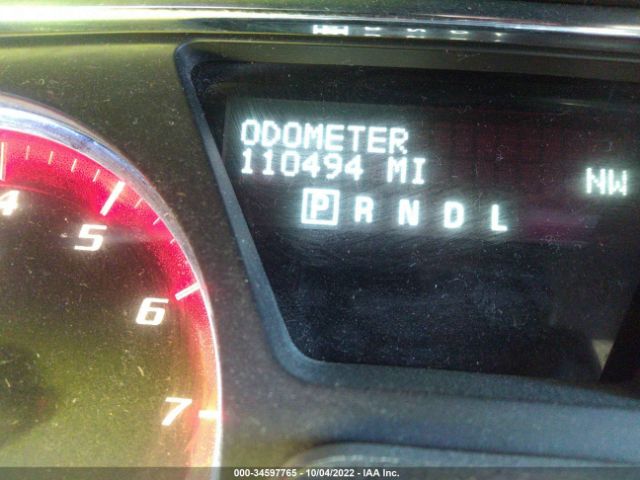 ODOMETER
110494 MI
NW
P R N D L
4
5
6
7
000-34597765 - 10/04/2022 - IAA Inc.